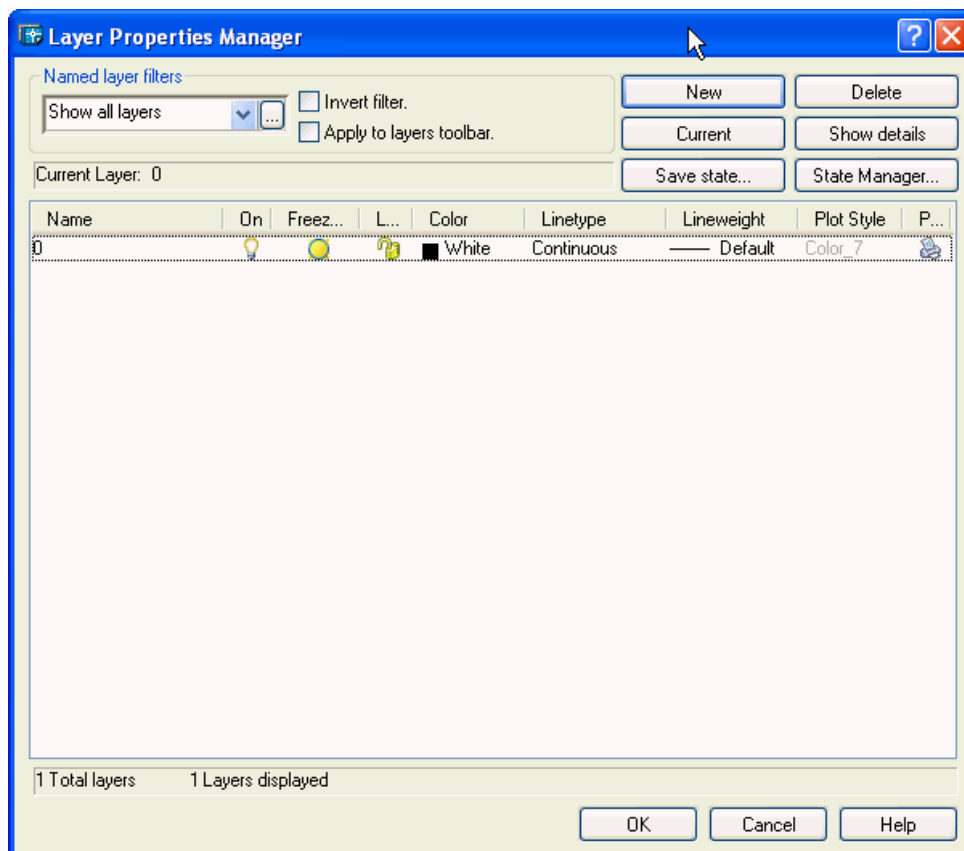 Layer Properties Manager
Named layer filters
Show all layers
...
Invert filter.
Apply to layers toolbar.
New
Delete
Current
Show details
Current Layer: 0
Save state...
State Manager...
Name On Freez... L... Color Linetype Lineweight Plot Style P...
0 White Continuous Default Color_7
1 Total layers 1 Layers displayed
OK Cancel Help